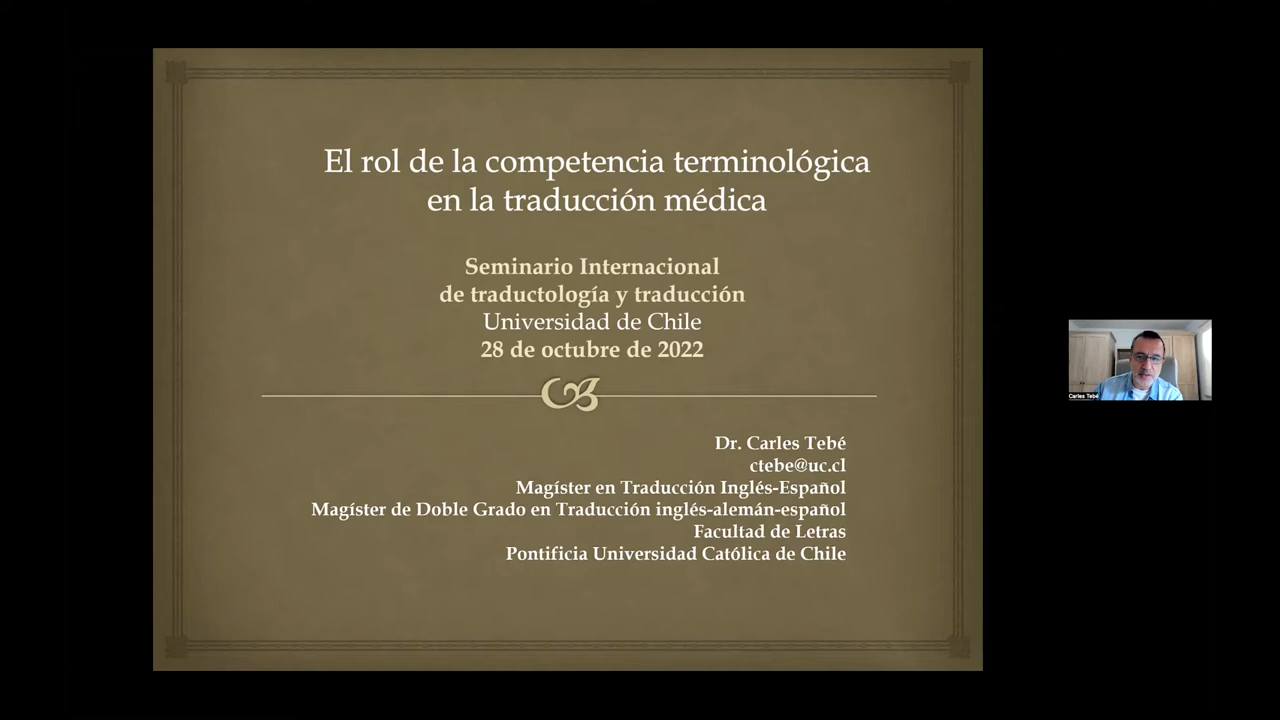 El rol de la competencia terminológica
en la traducción médica
Seminario Internacional
de traductología y traducción
Universidad de Chile
28 de octubre de 2022
Dr. Carles Tebé
ctebe@uc.cl
Magíster en Traducción Inglés-Español
Magíster de Doble Grado en Traducción inglés-alemán-español
Facultad de Letras
Pontificia Universidad Católica de Chile
Carles Tebé